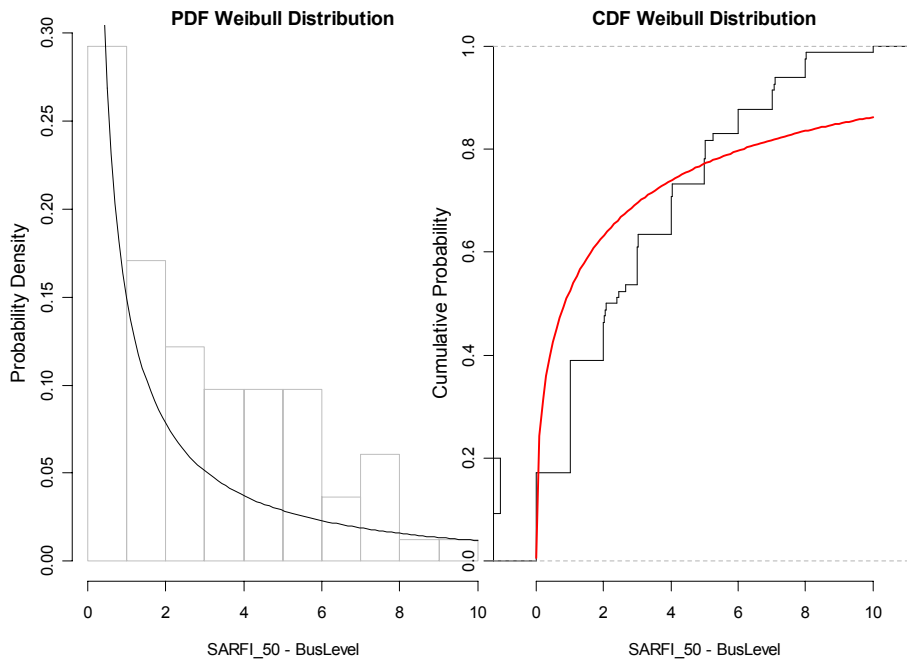 PDF Weibull Distribution
Probability Density
0.00 0.05 0.10 0.15 0.20 0.25 0.30
0 2 4 6 8 10
SARFI_50 - BusLevel
CDF Weibull Distribution
Cumulative Probability
0.0 0.2 0.4 0.6 0.8 1.0
0 2 4 6 8 10
SARFI_50 - BusLevel